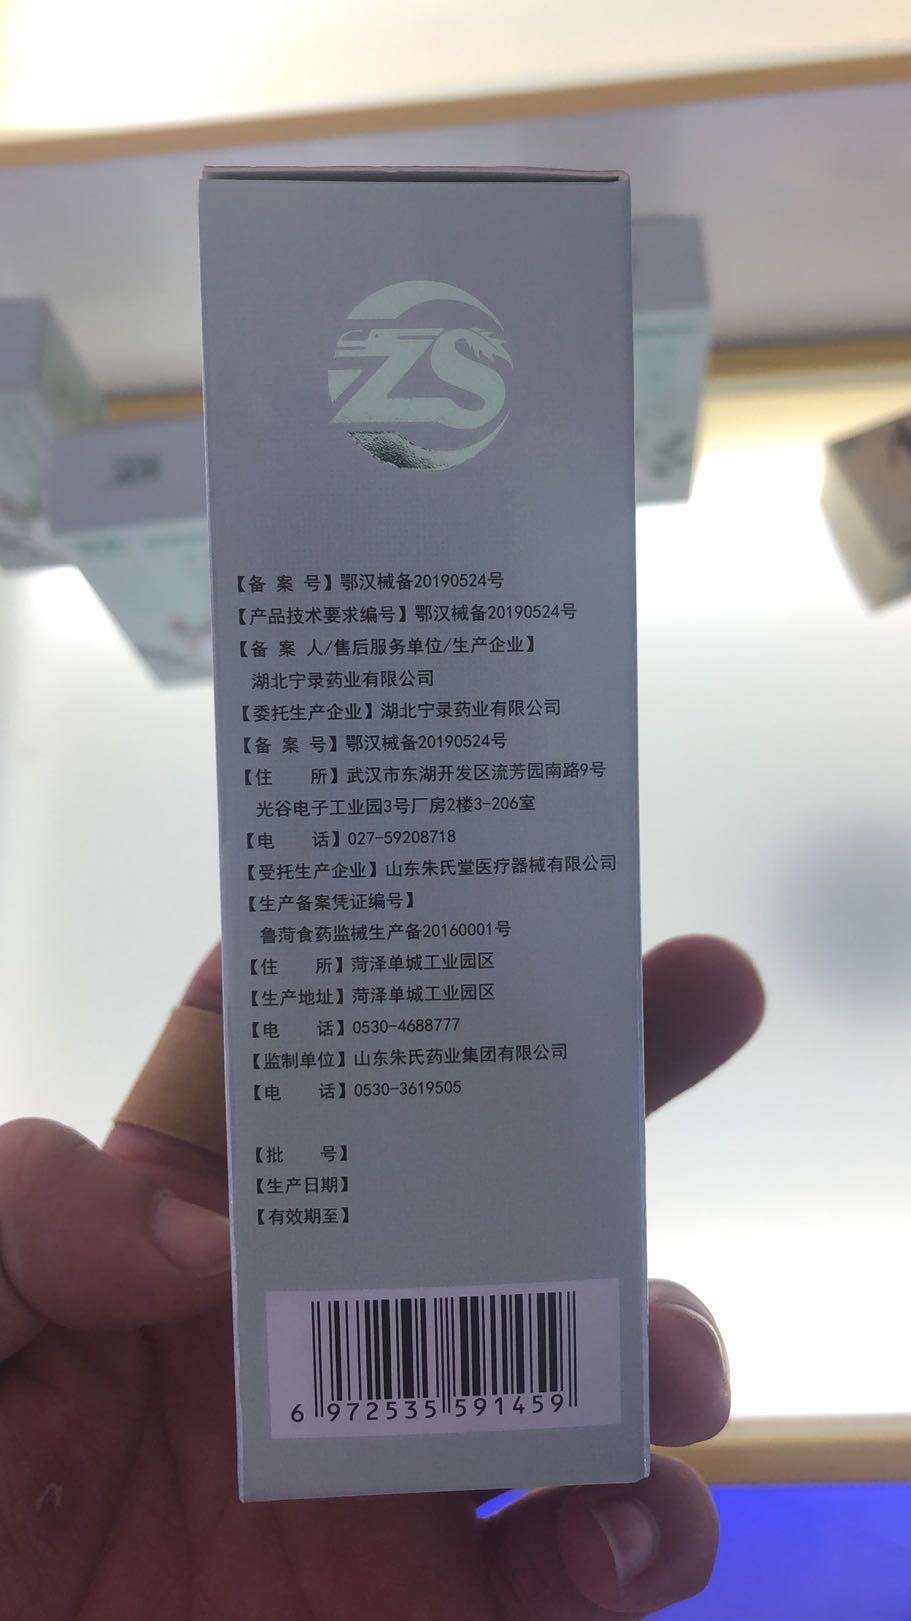 ZS
【备 案 号】鄂汉械备20190524号
【产品技术要求编号】鄂汉械备20190524号
【备 案 人/售后服务单位/生产企业】
湖北宁录药业有限公司
【委托生产企业】湖北宁录药业有限公司
【备 案 号】鄂汉械备20190524号
【住 所】武汉市东湖开发区流芳园南路9号
光谷电子工业园3号厂房2楼3-206室
【电 话】027-59208718
【受托生产企业】山东朱氏堂医疗器械有限公司
【生产备案凭证编号】
鲁菏食药监械生产备20160001号
【住 所】菏泽单城工业园区
【生产地址】菏泽单城工业园区
【电 话】0530-4688777
【监制单位】山东朱氏药业集团有限公司
【电 话】0530-3619505
【批 号】
【生产日期】
【有效期至】
6 972535 591459